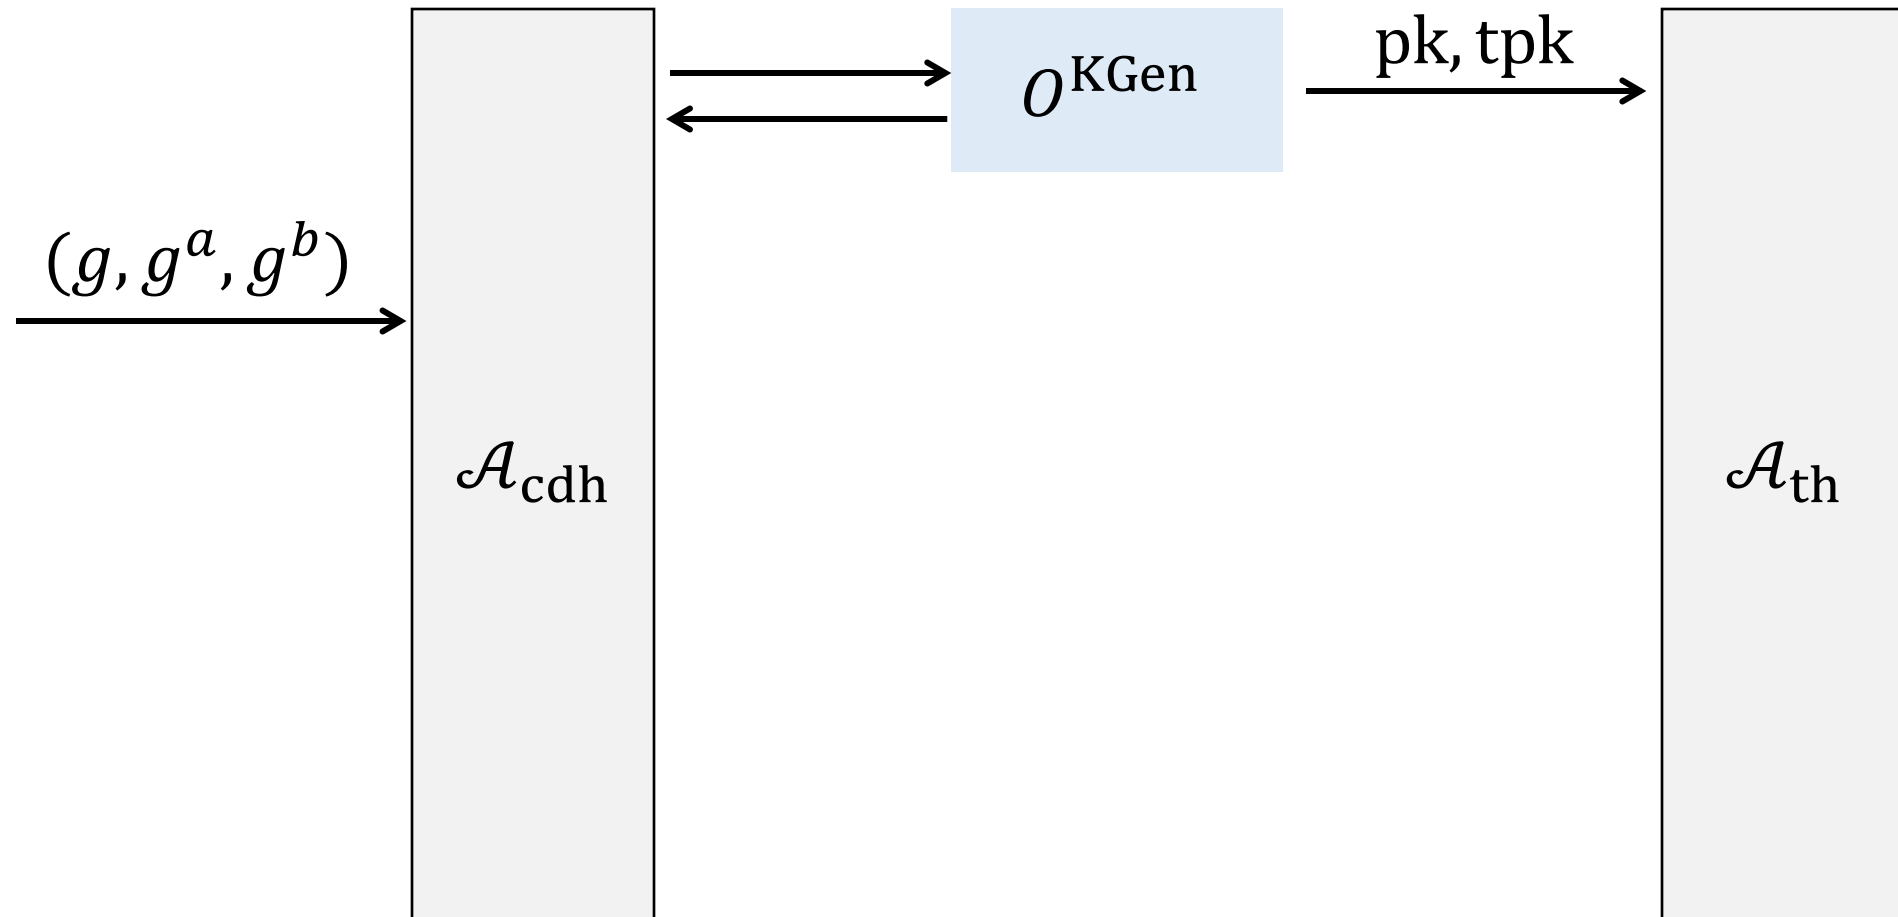 O^KGen
pk, tpk
(g, g^a, g^b)
𝒜_cdh
𝒜_th